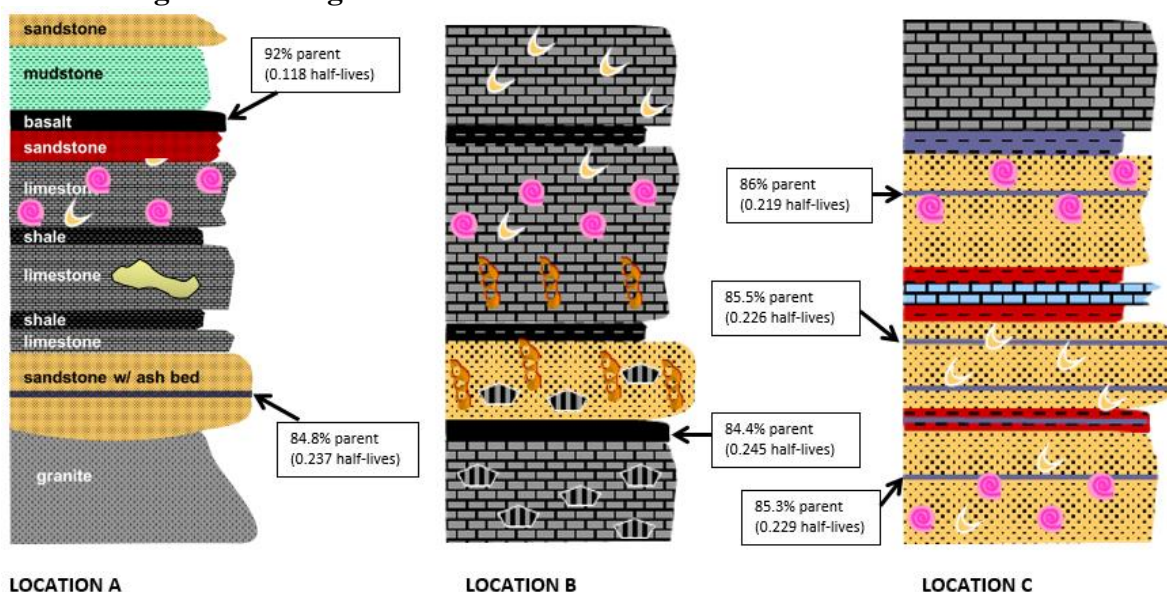 sandstone
mudstone
basalt
sandstone
limestone
shale
limestone
shale
limestone
sandstone w/ ash bed
granite
92% parent
(0.118 half-lives)
84.8% parent
(0.237 half-lives)
LOCATION A
84.4% parent
(0.245 half-lives)
LOCATION B
86% parent
(0.219 half-lives)
85.5% parent
(0.226 half-lives)
85.3% parent
(0.229 half-lives)
LOCATION C